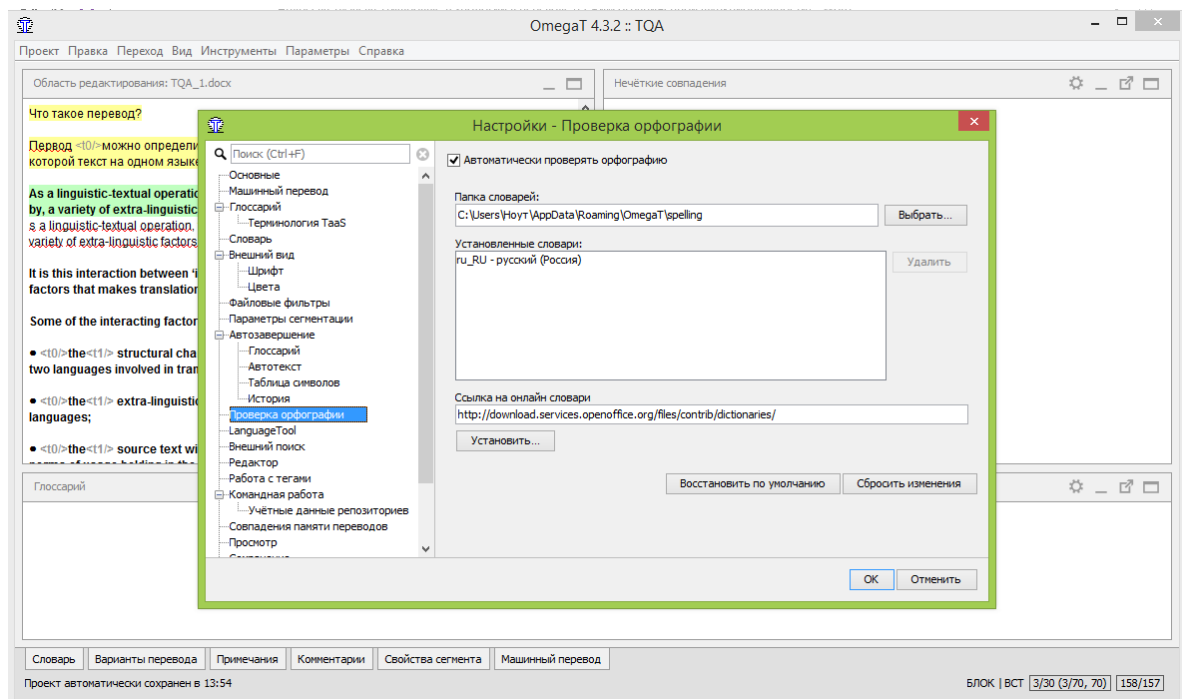 OmegaT 4.3.2 :: TQA
Проект Правка Переход Вид Инструменты Параметры Справка
Область редактирования: TQA_1.docx
Что такое перевод?
Первод <t0/>можно определи
которой текст на одном языке
As a linguistic-textual operatio
by, a variety of extra-linguistic
s a linguistic-textual operation,
variety of extra-linguistic factors
It is this interaction between 'i
factors that makes translation
Some of the interacting factor
• <t0/>the<t1/> structural cha
two languages involved in tran
• <t0/>the<t1/> extra-linguistic
languages;
• <t0/>the<t1/> source text wi
Нечёткие совпадения
Настройки - Проверка орфографии
Поиск (Ctrl+F)
Основные
Машинный перевод
Глоссарий
Терминология TaaS
Словарь
Внешний вид
Шрифт
Цвета
Файловые фильтры
Параметры сегментации
Автозавершение
Глоссарий
Автотекст
Таблица символов
История
Проверка орфографии
LanguageTool
Внешний поиск
Редактор
Работа с тегами
Командная работа
Учётные данные репозиториев
Совпадения памяти переводов
Просмотр
Автоматически проверять орфографию
Папка словарей:
C:\Users\Ноут\AppData\Roaming\OmegaT\spelling
Выбрать...
Установленные словари:
ru_RU - русский (Россия)
Удалить
Ссылка на онлайн словари
http://download.services.openoffice.org/files/contrib/dictionaries/
Установить...
Восстановить по умолчанию Сбросить изменения
OK Отменить
Глоссарий
Словарь Варианты перевода Примечания Комментарии Свойства сегмента Машинный перевод
Проект автоматически сохранен в 13:54
БЛОК | ВСТ 3/30 (3/70, 70) 158/157